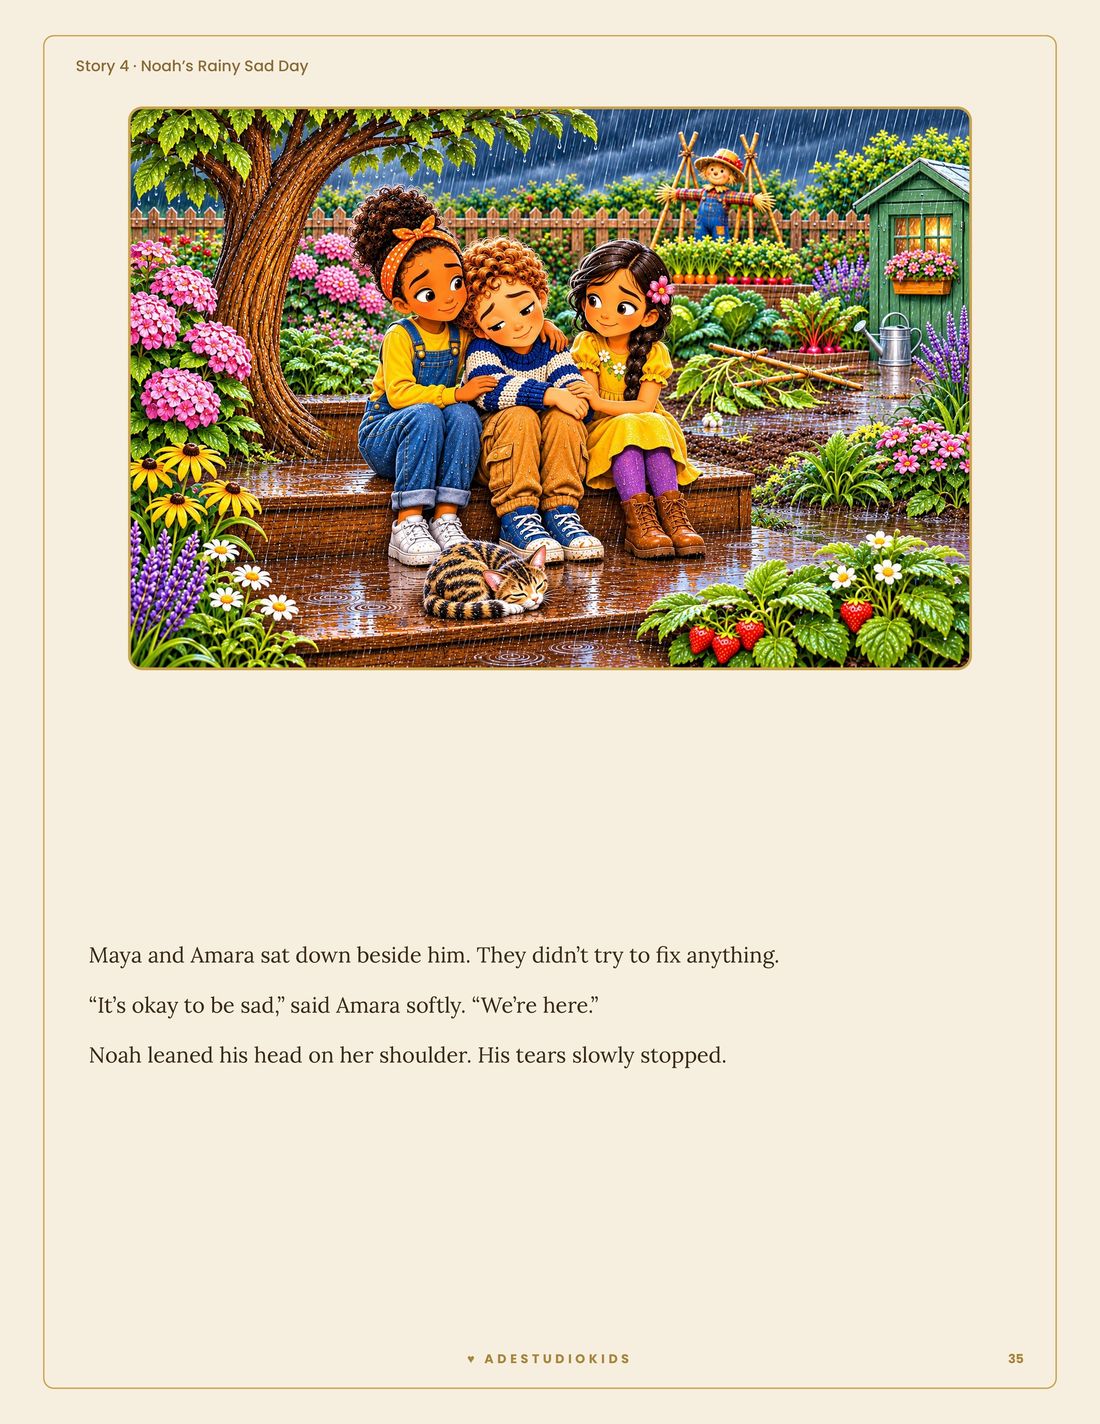 Story 4 · Noah’s Rainy Sad Day
Maya and Amara sat down beside him. They didn’t try to fix anything.
“It’s okay to be sad,” said Amara softly. “We’re here.”
Noah leaned his head on her shoulder. His tears slowly stopped.
♥ ADESTUDIOKIDS
35